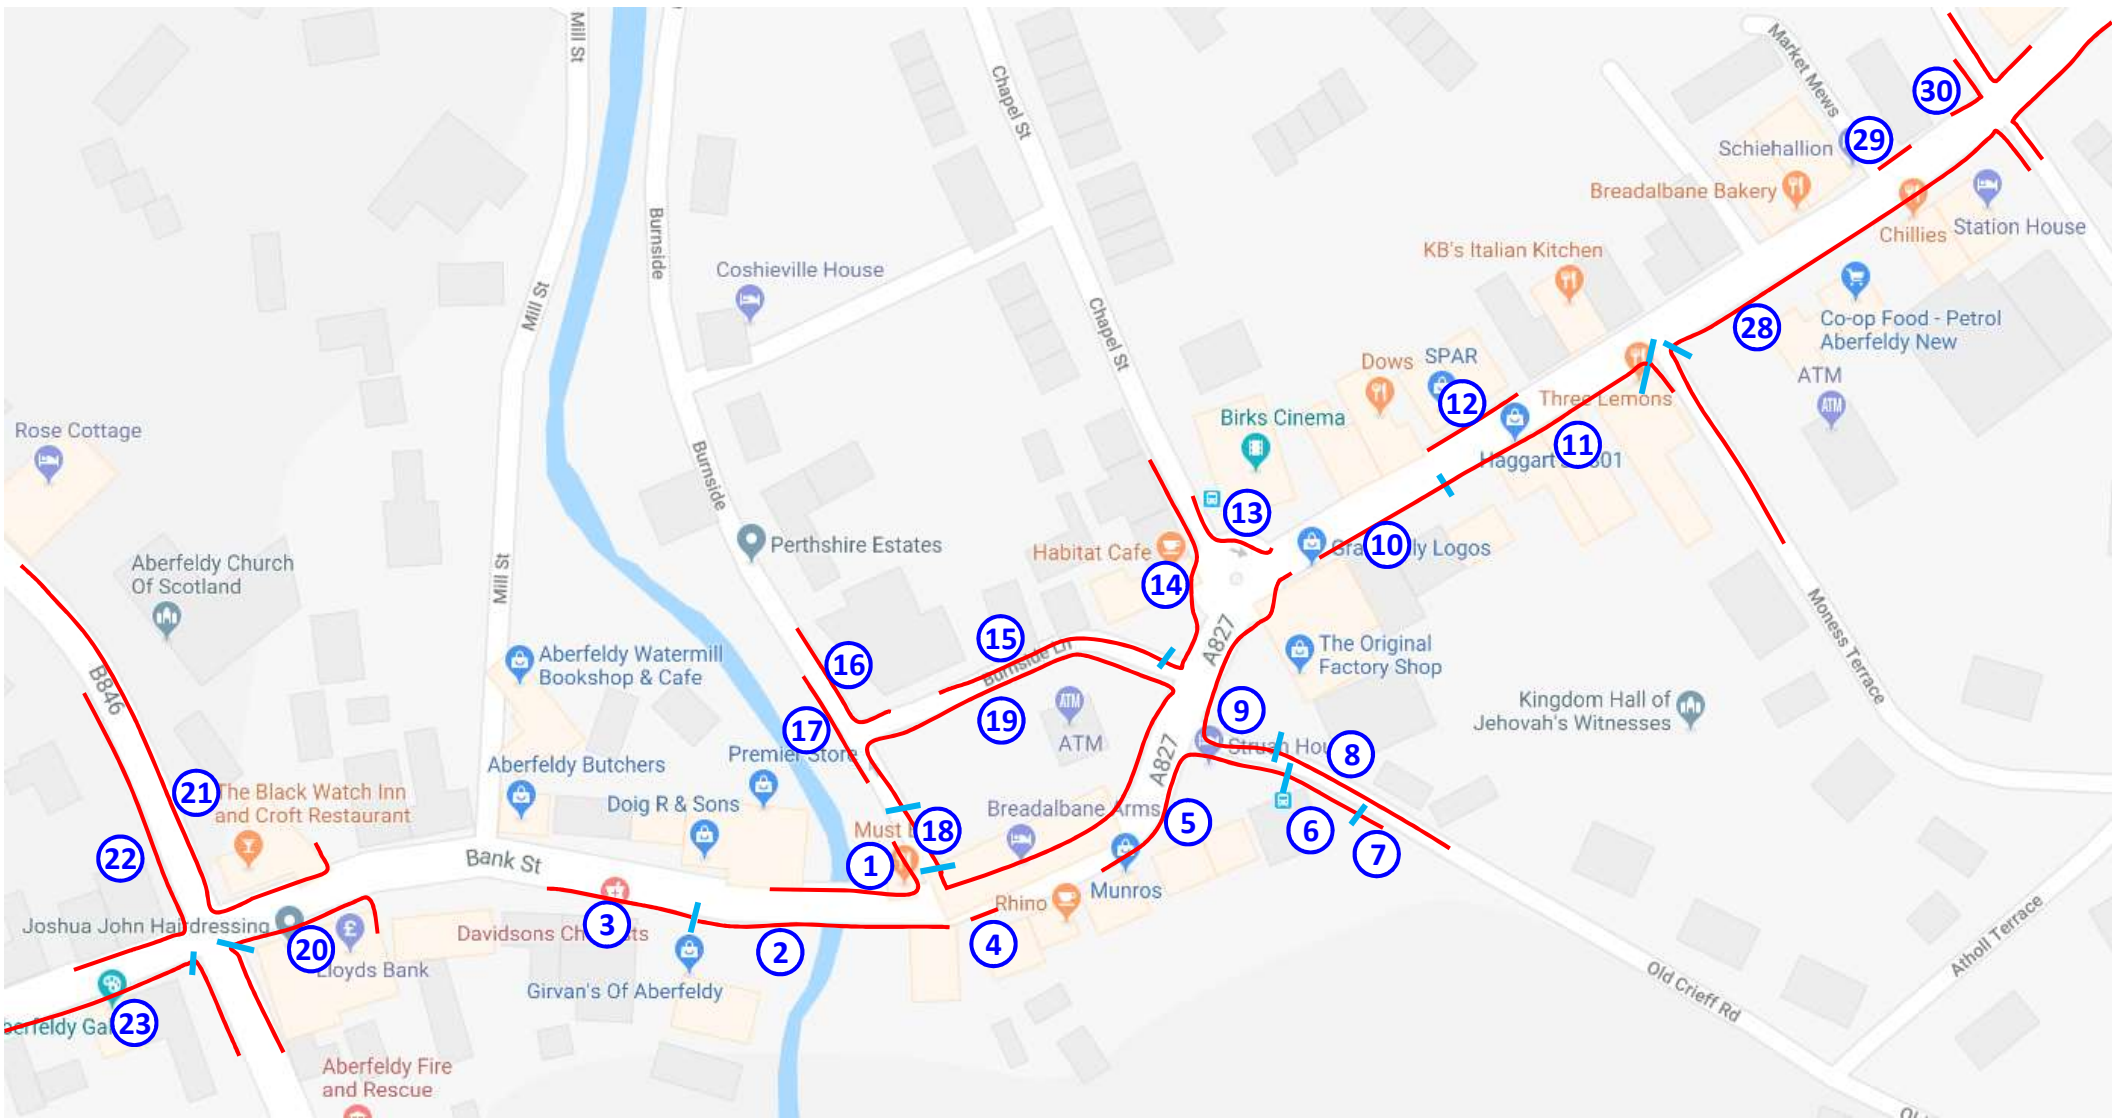 Mill St
Market Mews
Chapel St
30
29
Schiehallion
Breadalbane Bakery
Burnside
Station House
Chillies
KB's Italian Kitchen
Coshieville House
Mill St
Chapel St
28
Co-op Food - Petrol
Aberfeldy New
SPAR
Dows
ATM
ATM
12
Three Lemons
Birks Cinema
Rose Cottage
11
Burnside
13
Perthshire Estates
Habitat Cafe
10
Aberfeldy Church
Of Scotland
Mill St
14
Moness Terrace
A827
15
Burnside Ln
The Original
Factory Shop
Aberfeldy Watermill
Bookshop & Cafe
16
B846
Kingdom Hall of
Jehovah's Witnesses
ATM
9
19
17
ATM
A827
8
Premier Store
Aberfeldy Butchers
21
The Black Watch Inn
and Croft Restaurant
Doig R & Sons
Breadalbane Arms
5
18
6
Must
22
Bank St
1
7
Munros
Rhino
Joshua John Hairdressing
3
Davidsons
4
20
2
£
Lloyds Bank
Atholl Terrace
Old Crieff Rd
Girvan's Of Aberfeldy
23
Aberfeldy Fire
and Rescue